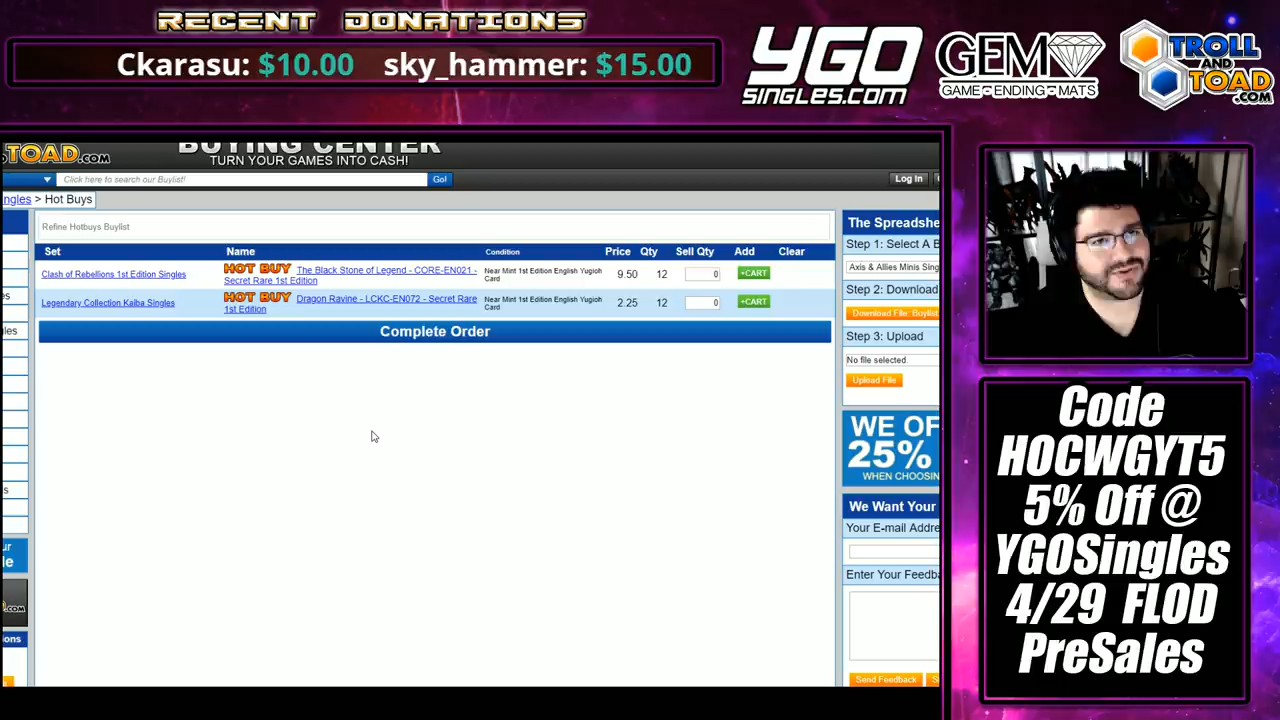 RECENT DONATIONS
Ckarasu: $10.00 sky_hammer: $15.00
YGO
SINGLES.COM
GEM
GAME-ENDING-MATS
TROLL
AND
TOAD
.COM
TOAD.COM
BUYING CENTER
TURN YOUR GAMES INTO CASH!
Click here to search our Buylist!
Go!
Log In
ngles > Hot Buys
Refine Hotbuys Buylist
Set Name Condition Price Qty Sell Qty Add Clear
Clash of Rebellions 1st Edition Singles
HOT BUY The Black Stone of Legend - CORE-EN021 -
Secret Rare 1st Edition
Near Mint 1st Edition English Yugioh
Card
9.50 12 0 +CART
Legendary Collection Kaiba Singles
HOT BUY Dragon Ravine - LCKC-EN072 - Secret Rare
1st Edition
Near Mint 1st Edition English Yugioh
Card
2.25 12 0 +CART
Complete Order
The Spreadshe
Step 1: Select A B
Axis & Allies Minis Sing
Step 2: Download
Download File: Buylist
Step 3: Upload
No file selected.
Upload File
WE OF
25%
WHEN CHOOSIN
We Want Your
Your E-mail Addre
Enter Your Feedba
Send Feedback
Code
HOCWGYT5
5% Off @
YGOSingles
4/29 FLOD
PreSales